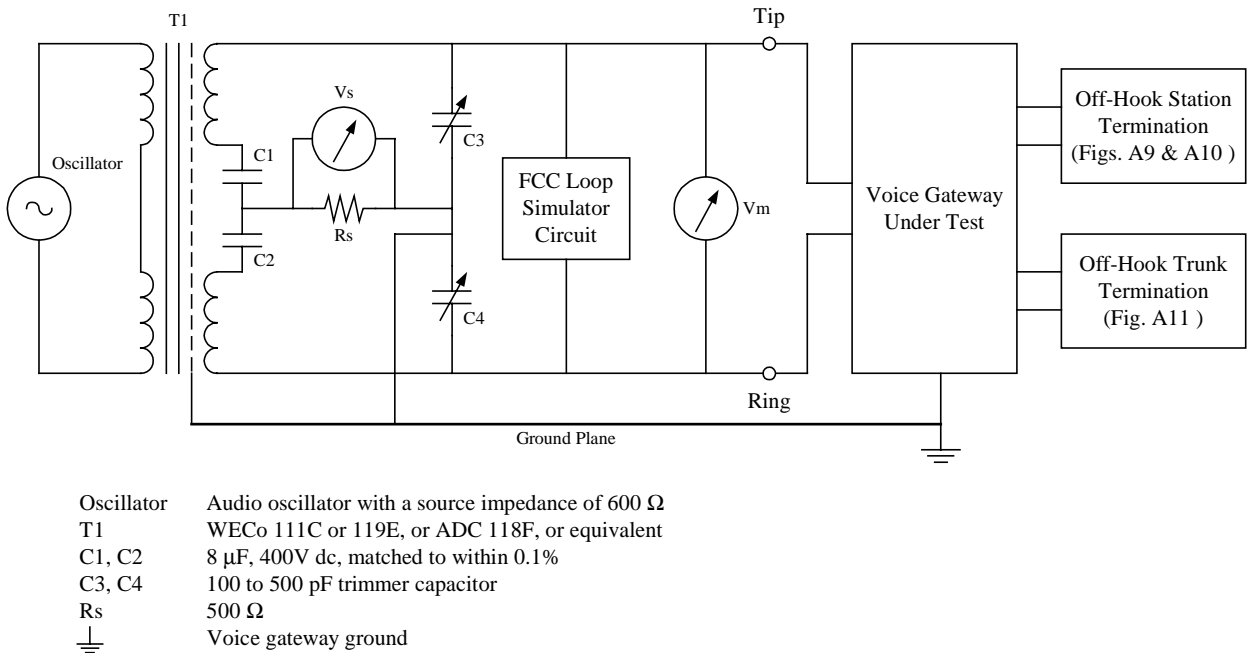 T1
Tip
Vs
C1
C3
Oscillator
Rs
C2
C4
FCC Loop
Simulator
Circuit
Vm
Voice Gateway
Under Test
Off-Hook Station
Termination
(Figs. A9 & A10 )
Off-Hook Trunk
Termination
(Fig. A11 )
Ring
Ground Plane
Oscillator Audio oscillator with a source impedance of 600 Ω
T1 WECo 111C or 119E, or ADC 118F, or equivalent
C1, C2 8 μF, 400V dc, matched to within 0.1%
C3, C4 100 to 500 pF trimmer capacitor
Rs 500 Ω
Voice gateway ground